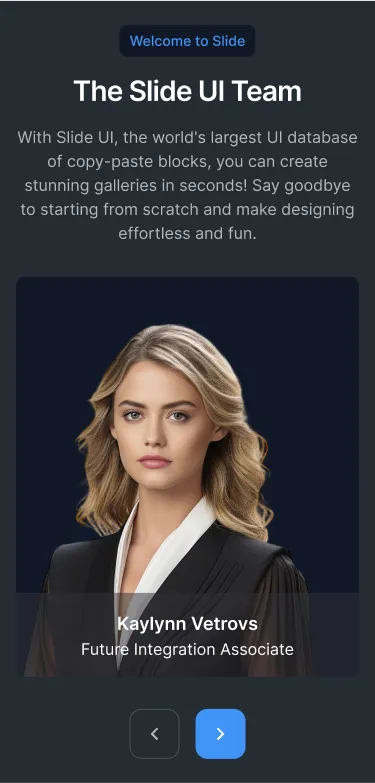 Welcome to Slide
The Slide UI Team
With Slide UI, the world's largest UI database
of copy-paste blocks, you can create
stunning galleries in seconds! Say goodbye
to starting from scratch and make designing
effortless and fun.
Kaylynn Vetrovs
Future Integration Associate